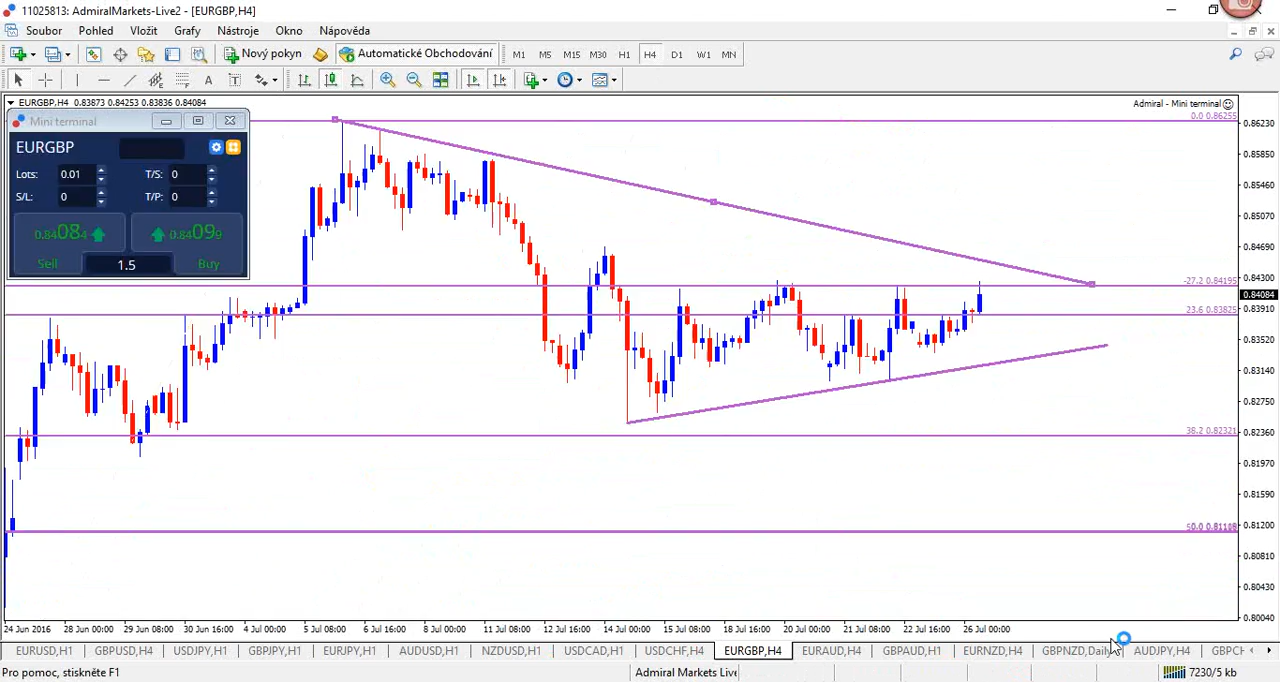 11025813: AdmiralMarkets-Live2 - [EURGBP,H4]
Soubor Pohled Vložit Grafy Nástroje Okno Nápověda
Nový pokyn Automatické Obchodování M1 M5 M15 M30 H1 H4 D1 W1 MN
A T
EURGBP,H4 0.83873 0.84253 0.83836 0.84084
Admiral - Mini terminal
Mini terminal
EURGBP
Lots: 0.01 T/S: 0
S/L: 0 T/P: 0
0.84084 0.84099
Sell 1.5 Buy
0.0 0.86255
-27.2 0.84195
23.6 0.83825
38.2 0.82321
0.86230
0.85850
0.85460
0.85070
0.84690
0.84300
0.84084
0.83910
0.83520
0.83140
0.82750
0.82360
0.81970
0.81590
0.81200
0.80810
0.80430
0.80040
24 Jun 2016 28 Jun 00:00 29 Jun 08:00 30 Jun 16:00 4 Jul 00:00 5 Jul 08:00 6 Jul 16:00 8 Jul 00:00 11 Jul 08:00 12 Jul 16:00 14 Jul 00:00 15 Jul 08:00 18 Jul 16:00 20 Jul 00:00 21 Jul 08:00 22 Jul 16:00 26 Jul 00:00
EURUSD,H1 GBPUSD,H4 USDJPY,H1 GBPJPY,H1 EURJPY,H1 AUDUSD,H1 NZDUSD,H1 USDCAD,H1 USDCHF,H4 EURGBP,H4 EURAUD,H4 GBPAUD,H1 EURNZD,H4 GBPNZD,Daily AUDJPY,H4 GBPCH
Pro pomoc, stiskněte F1 Admiral Markets Live 7230/5 kb